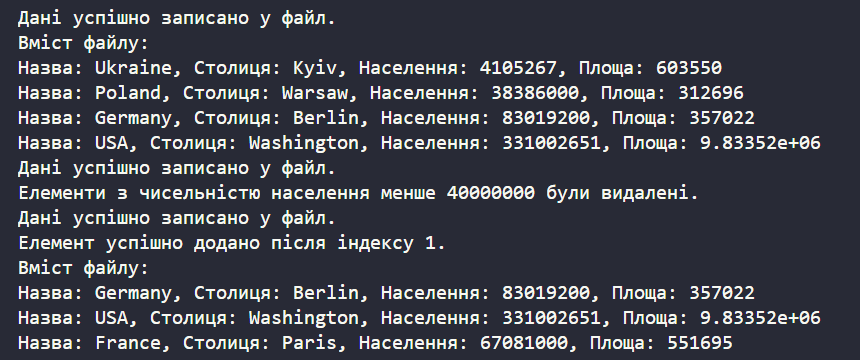 Дані успішно записано у файл.
Вміст файлу:
Назва: Ukraine, Столиця: Kyiv, Населення: 4105267, Площа: 603550
Назва: Poland, Столиця: Warsaw, Населення: 38386000, Площа: 312696
Назва: Germany, Столиця: Berlin, Населення: 83019200, Площа: 357022
Назва: USA, Столиця: Washington, Населення: 331002651, Площа: 9.83352e+06
Дані успішно записано у файл.
Елементи з чисельністю населення менше 40000000 були видалені.
Дані успішно записано у файл.
Елемент успішно додано після індексу 1.
Вміст файлу:
Назва: Germany, Столиця: Berlin, Населення: 83019200, Площа: 357022
Назва: USA, Столиця: Washington, Населення: 331002651, Площа: 9.83352e+06
Назва: France, Столиця: Paris, Населення: 67081000, Площа: 551695